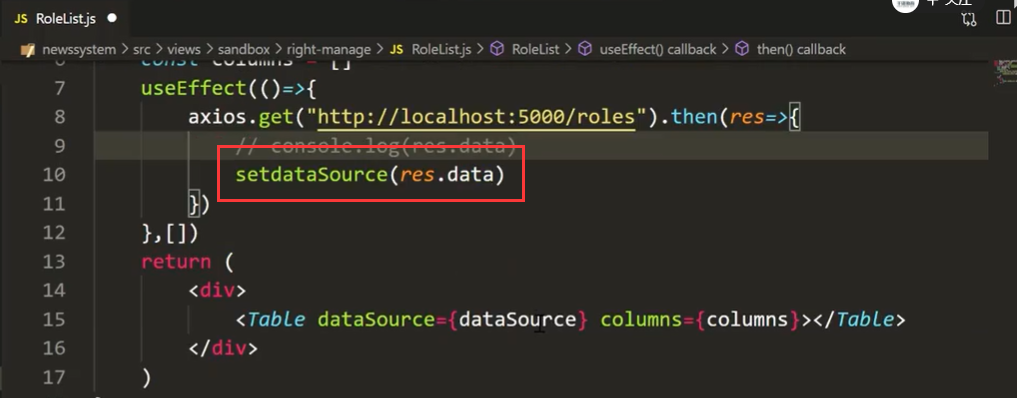 JS RoleList.js ●
newssystem > src > views > sandbox > right-manage > JS RoleList.js > RoleList > useEffect() callback > then() callback
6 const columns = []
7 useEffect(()=>{
8 axios.get("http://localhost:5000/roles").then(res=>{
9 // console.log(res.data)
10 setdataSource(res.data)
11 })
12 },[])
13 return (
14 <div>
15 <Table dataSource={dataSource} columns={columns}></Table>
16 </div>
17 )